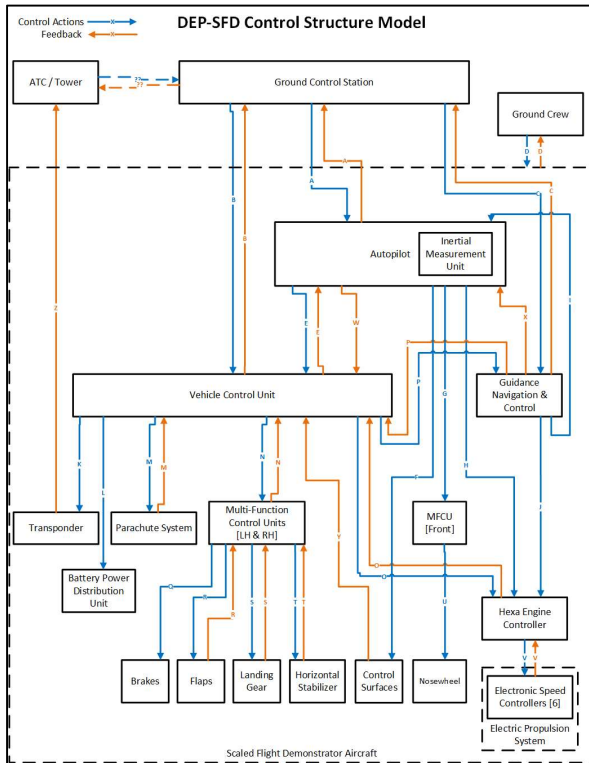 DEP-SFD Control Structure Model
Control Actions X
Feedback X
ATC / Tower
??
??
Ground Control Station
Ground Crew
D D
A
A
B
B
C
C
Autopilot
Inertial
Measurement
Unit
I
Z
E
E
W
X
P
P
G
Vehicle Control Unit
Guidance
Navigation &
Control
K
L
M
M
N
N
F
H
J
Y
O
O
Transponder
Parachute System
Multi-Function
Control Units
[LH & RH]
MFCU
[Front]
Battery Power
Distribution
Unit
Q
R
R
S
S
T
T
U
Hexa Engine
Controller
V V
Brakes
Flaps
Landing
Gear
Horizontal
Stabilizer
Control
Surfaces
Nosewheel
Electronic Speed
Controllers [6]
Electric Propulsion
System
Scaled Flight Demonstrator Aircraft